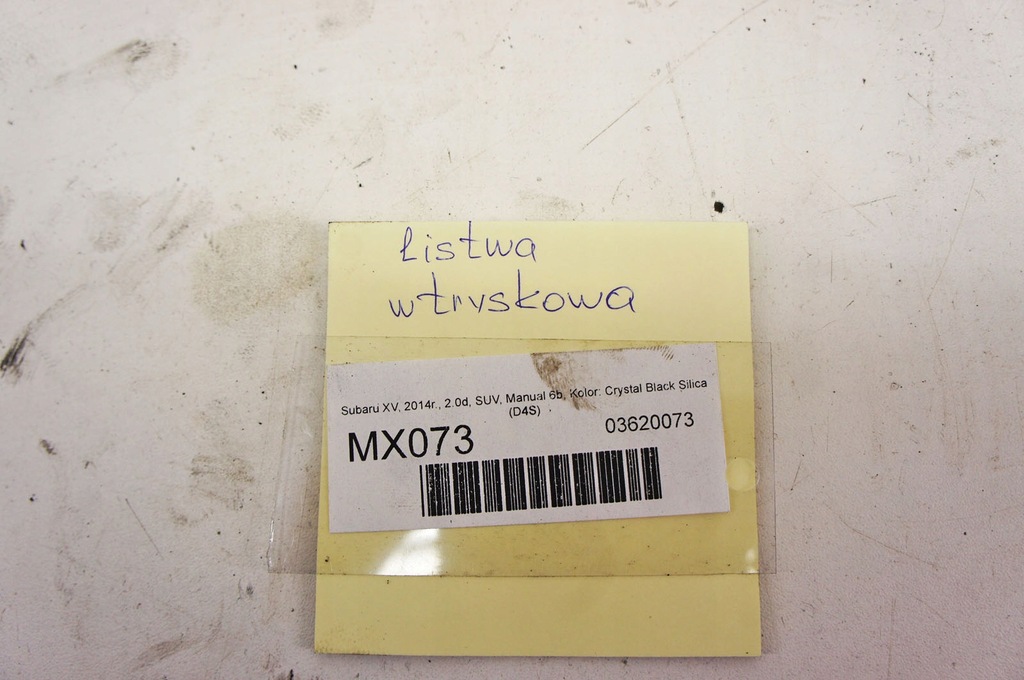 Listwa
wtryskowa
Subaru XV, 2014r., 2.0d, SUV, Manual 6b, Kolor: Crystal Black Silica
(D4S)
MX073 03620073